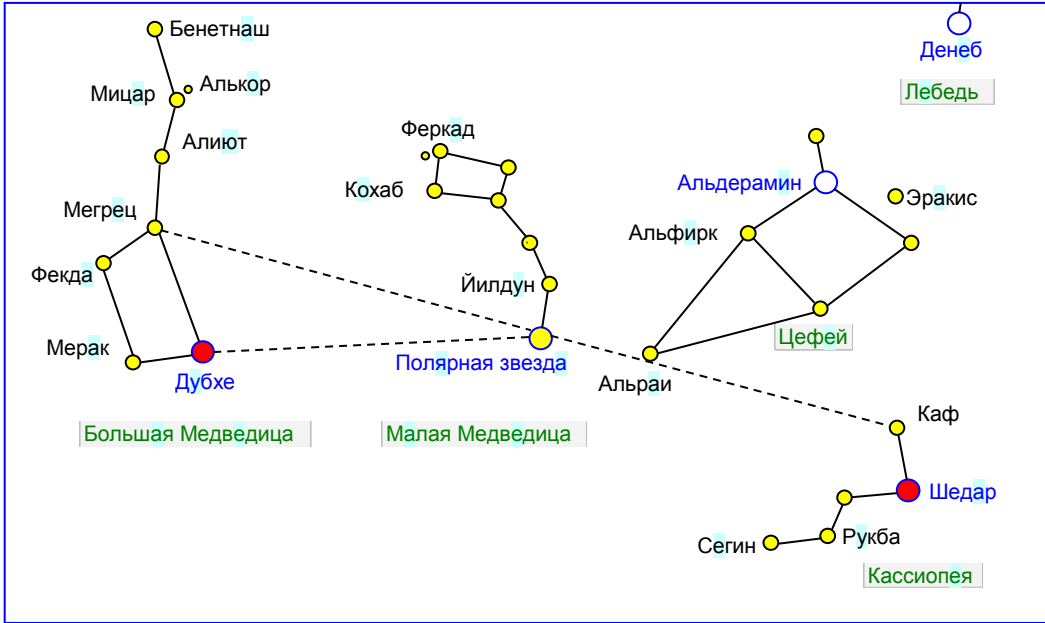 Бенетнаш
Денеб
Алькор
Мицар
Лебедь
Феркад
Алиют
Кохаб
Альдерамин
Эракис
Мегрец
Альфирк
Фекда
Йилдун
Мерак
Цефей
Полярная звезда
Дубхе
Альраи
Каф
Большая Медведица
Малая Медведица
Шедар
Рукба
Сегин
Кассиопея